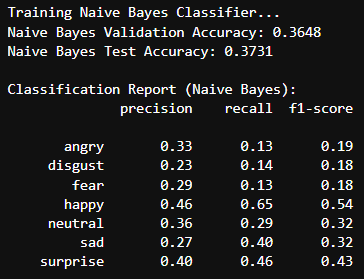 Training Naive Bayes Classifier...
Naive Bayes Validation Accuracy: 0.3648
Naive Bayes Test Accuracy: 0.3731
Classification Report (Naive Bayes):
precision recall f1-score
angry 0.33 0.13 0.19
disgust 0.23 0.14 0.18
fear 0.29 0.13 0.18
happy 0.46 0.65 0.54
neutral 0.36 0.29 0.32
sad 0.27 0.40 0.32
surprise 0.40 0.46 0.43